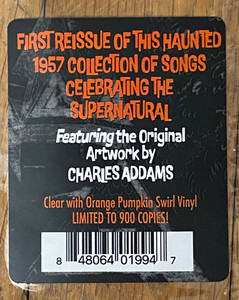 FIRST REISSUE OF THIS HAUNTED
1957 COLLECTION OF SONGS
CELEBRATING THE
SUPERNATURAL
Featuring the Original
Artwork by
CHARLES ADDAMS
Clear with Orange Pumpkin Swirl Vinyl
LIMITED TO 900 COPIES!
8 48064 01994 7